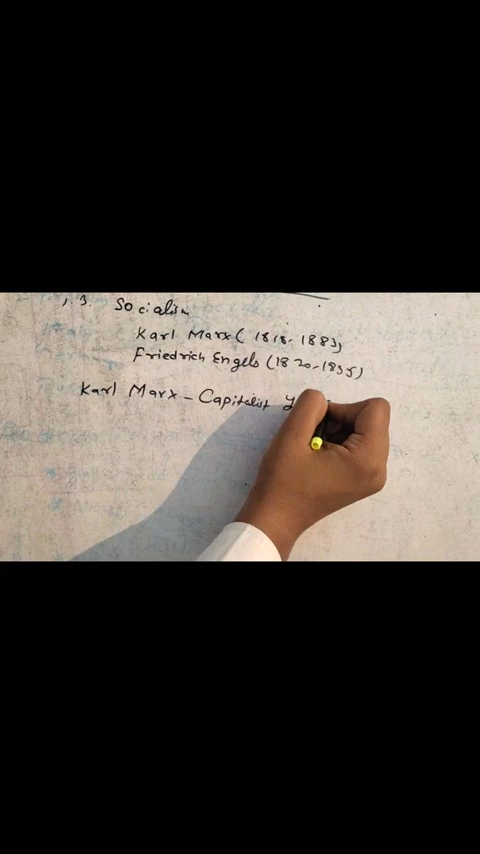 1.3. Socialism
Karl Marx ( 1818-1883)
Friedrich Engels (1820-1895)
Karl Marx - Capitalist